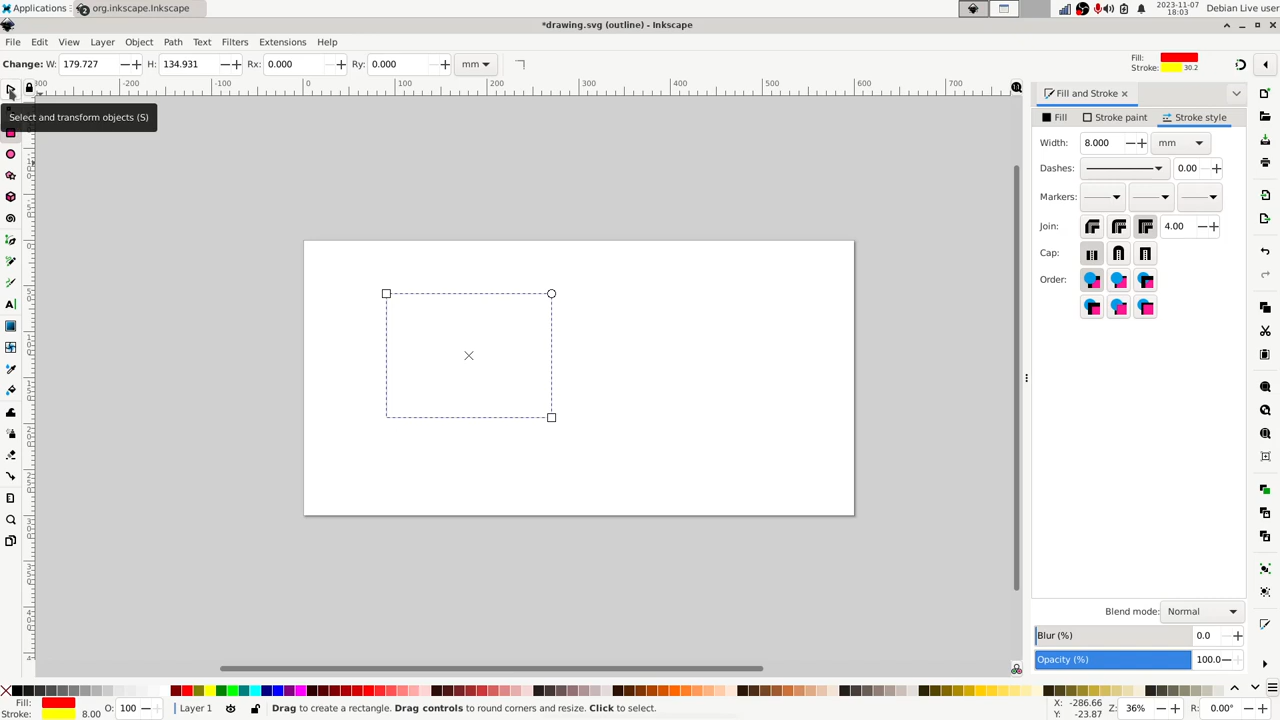 Applications
org.inkscape.Inkscape
2023-11-07
18:03
Debian Live user
*drawing.svg (outline) - Inkscape
File Edit View Layer Object Path Text Filters Extensions Help
Change: W: 179.727 H: 134.931 Rx: 0.000 Ry: 0.000 mm
Fill:
Stroke: 30.2
-200 -100 0 100 200 300 400 500 600 700
Select and transform objects (S)
Fill and Stroke
Fill Stroke paint Stroke style
Width: 8.000 mm
Dashes: 0.00
Markers:
Join: 4.00
Cap:
Order:
Blend mode: Normal
Blur (%) 0.0
Opacity (%) 100.0
Fill:
Stroke: 8.00
O: 100
Layer 1
Drag to create a rectangle. Drag controls to round corners and resize. Click to select.
X: -286.66
Y: -23.87
Z: 36%
R: 0.00°